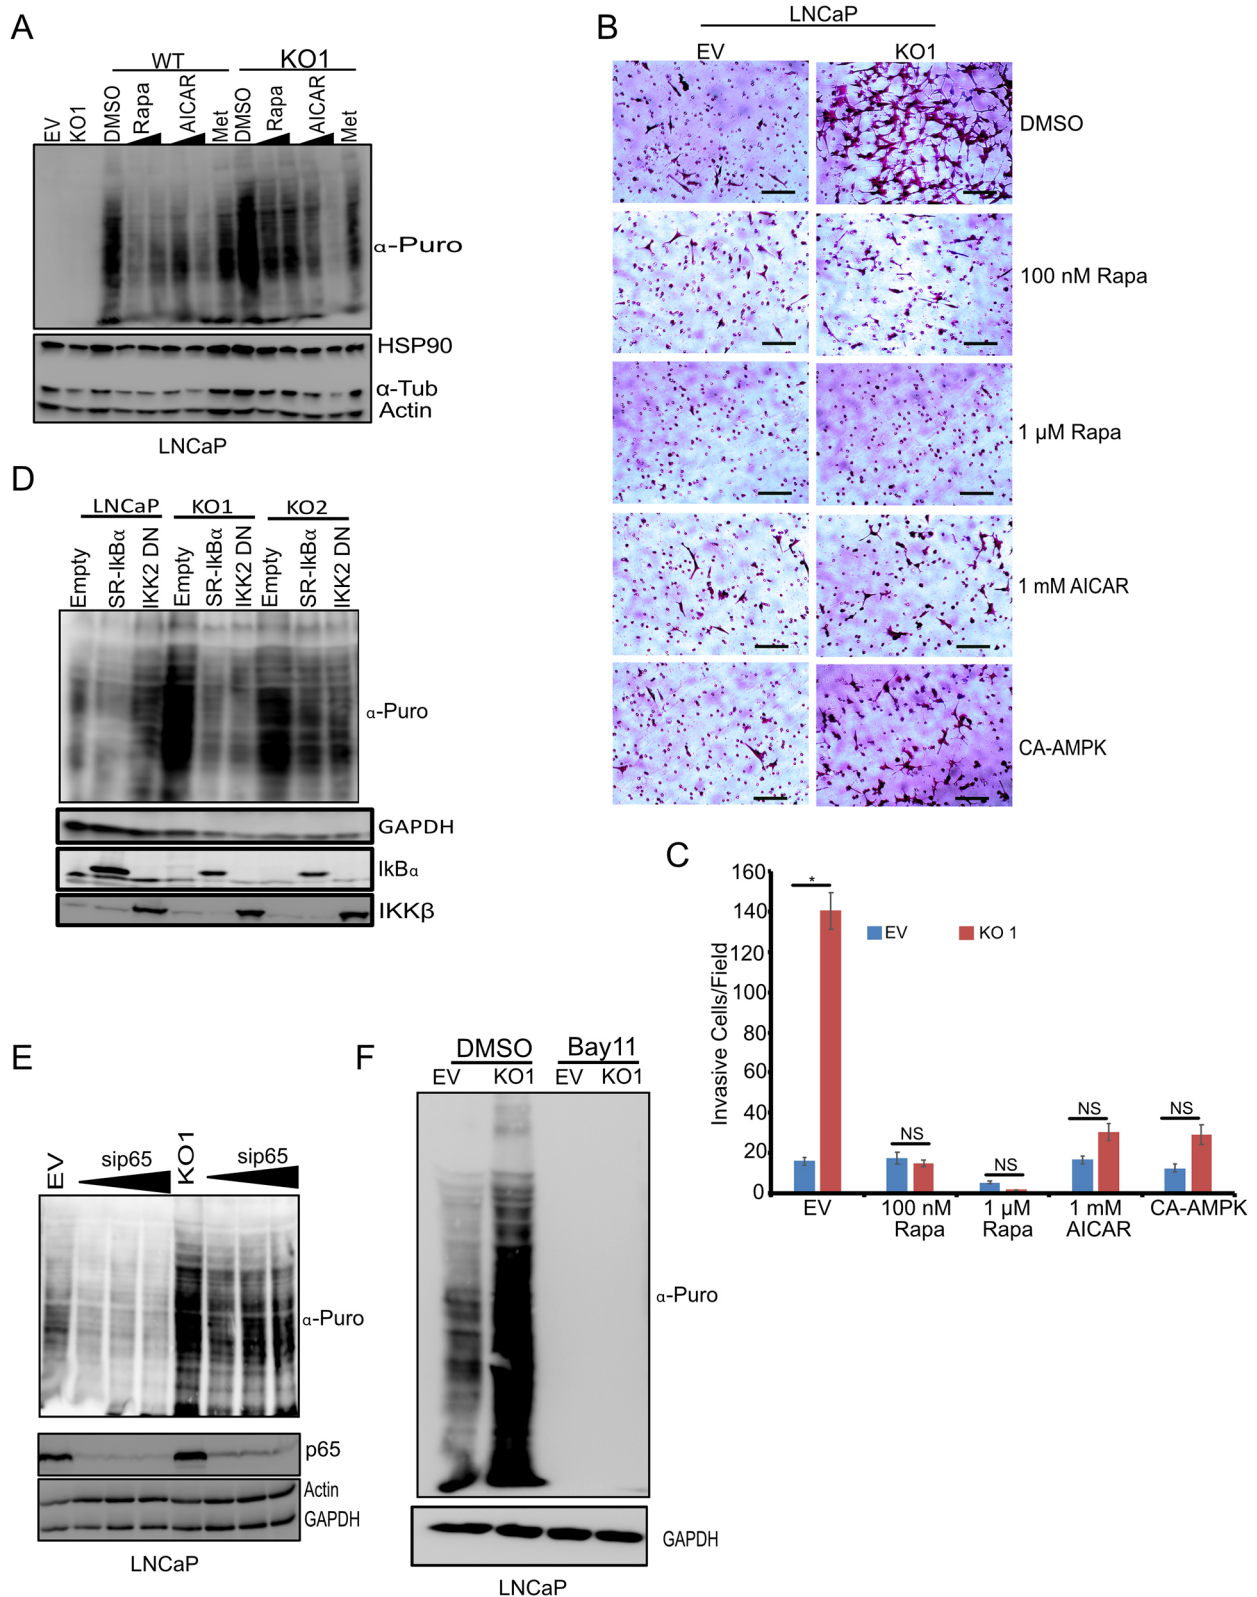 A
WT
KO1
EV
KO1
DMSO
Rapa
AICAR
Met
DMSO
Rapa
AICAR
Met
α-Puro
HSP90
α-Tub
Actin
LNCaP
B
LNCaP
EV
KO1
DMSO
100 nM Rapa
1 µM Rapa
1 mM AICAR
CA-AMPK
D
LNCaP
KO1
KO2
Empty
SR-IkBα
IKK2 DN
Empty
SR-IkBα
IKK2 DN
Empty
SR-IkBα
IKK2 DN
α-Puro
GAPDH
IkBα
IKKβ
C
Invasive Cells/Field
160
140
120
100
80
60
40
20
0
*
EV
KO 1
NS
NS
NS
NS
EV
100 nM
Rapa
1 µM
Rapa
1 mM
AICAR
CA-AMPK
E
EV
sip65
KO1
sip65
α-Puro
p65
Actin
GAPDH
LNCaP
F
DMSO
Bay11
EV
KO1
EV
KO1
α-Puro
GAPDH
LNCaP